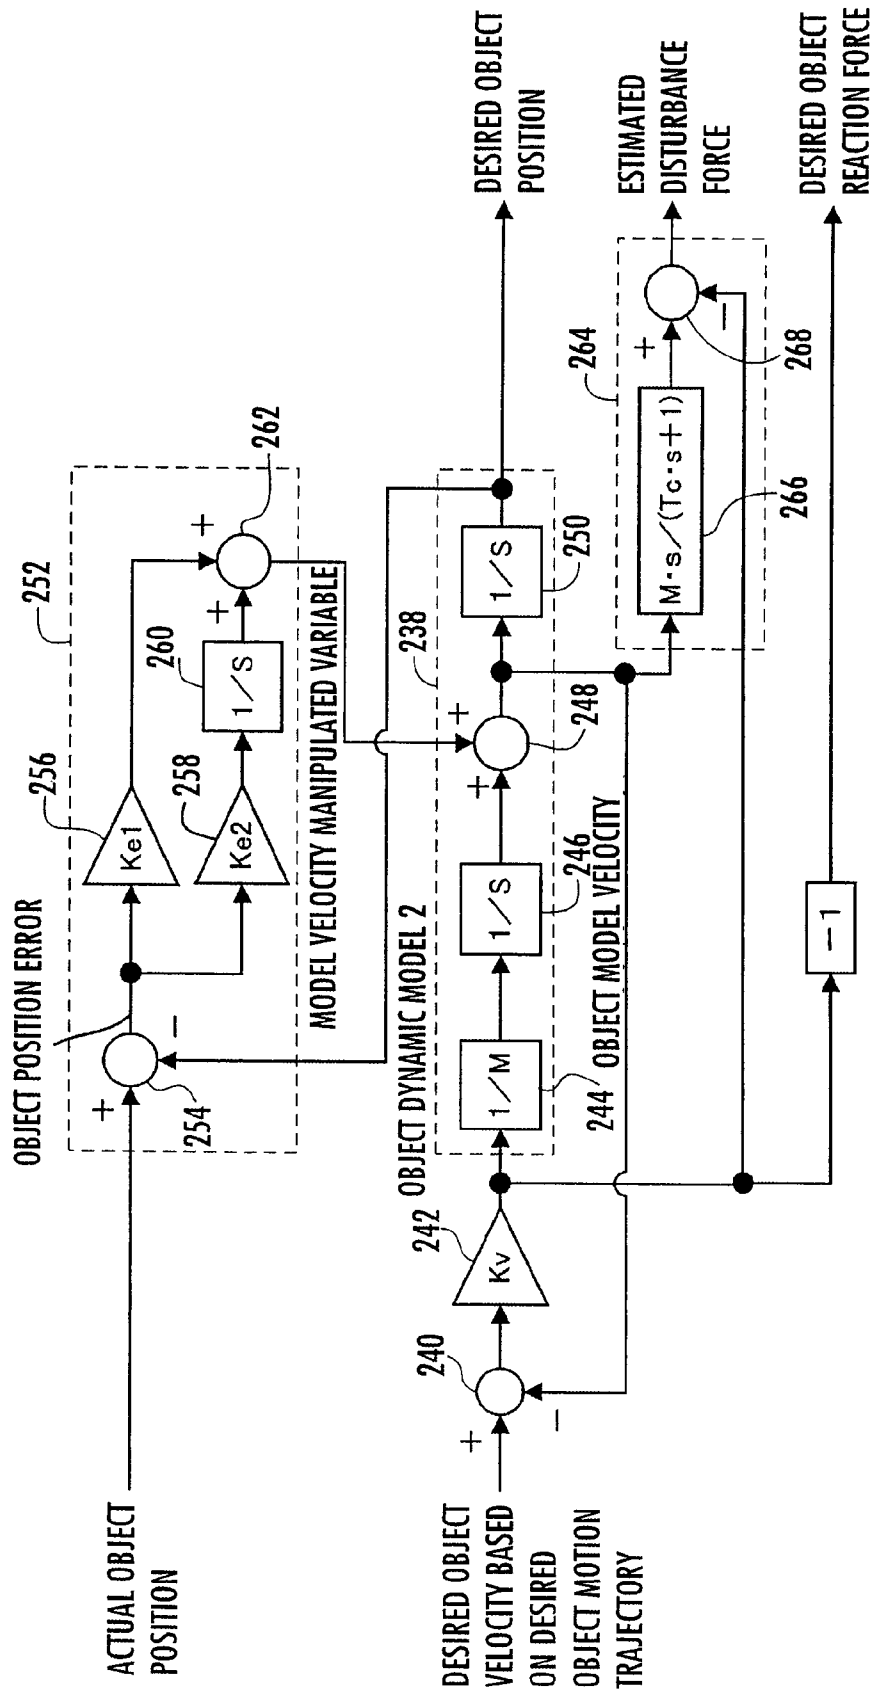 ACTUAL OBJECT
POSITION
OBJECT POSITION ERROR
+
−
254
256
Ke1
258
Ke2
252
260
1/S
+
+
262
MODEL VELOCITY MANIPULATED VARIABLE
DESIRED OBJECT
VELOCITY BASED
ON DESIRED
OBJECT MOTION
TRAJECTORY
+
−
240
242
Kv
OBJECT DYNAMIC MODEL 2
238
1/M
244
1/S
246
+
+
248
1/S
250
OBJECT MODEL VELOCITY
DESIRED OBJECT
POSITION
264
M·s/(Tc·s+1)
266
+
−
268
ESTIMATED
DISTURBANCE
FORCE
−1
DESIRED OBJECT
REACTION FORCE